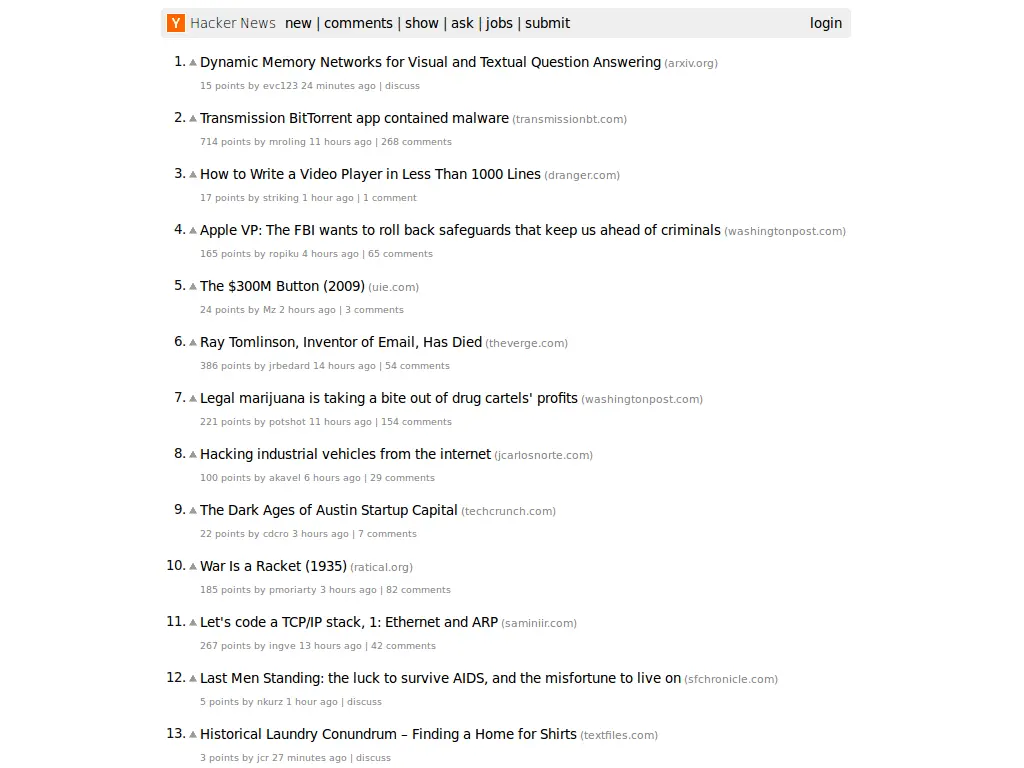 Y Hacker News new | comments | show | ask | jobs | submit login
1. Dynamic Memory Networks for Visual and Textual Question Answering (arxiv.org)
15 points by evc123 24 minutes ago | discuss
2. Transmission BitTorrent app contained malware (transmissionbt.com)
714 points by mroling 11 hours ago | 268 comments
3. How to Write a Video Player in Less Than 1000 Lines (dranger.com)
17 points by striking 1 hour ago | 1 comment
4. Apple VP: The FBI wants to roll back safeguards that keep us ahead of criminals (washingtonpost.com)
165 points by ropiku 4 hours ago | 65 comments
5. The $300M Button (2009) (uie.com)
24 points by Mz 2 hours ago | 3 comments
6. Ray Tomlinson, Inventor of Email, Has Died (theverge.com)
386 points by jrbedard 14 hours ago | 54 comments
7. Legal marijuana is taking a bite out of drug cartels' profits (washingtonpost.com)
221 points by potshot 11 hours ago | 154 comments
8. Hacking industrial vehicles from the internet (jcarlosnorte.com)
100 points by akavel 6 hours ago | 29 comments
9. The Dark Ages of Austin Startup Capital (techcrunch.com)
22 points by cdcro 3 hours ago | 7 comments
10. War Is a Racket (1935) (ratical.org)
185 points by pmoriarty 3 hours ago | 82 comments
11. Let's code a TCP/IP stack, 1: Ethernet and ARP (saminiir.com)
267 points by ingve 13 hours ago | 42 comments
12. Last Men Standing: the luck to survive AIDS, and the misfortune to live on (sfchronicle.com)
5 points by nkurz 1 hour ago | discuss
13. Historical Laundry Conundrum – Finding a Home for Shirts (textfiles.com)
3 points by jcr 27 minutes ago | discuss